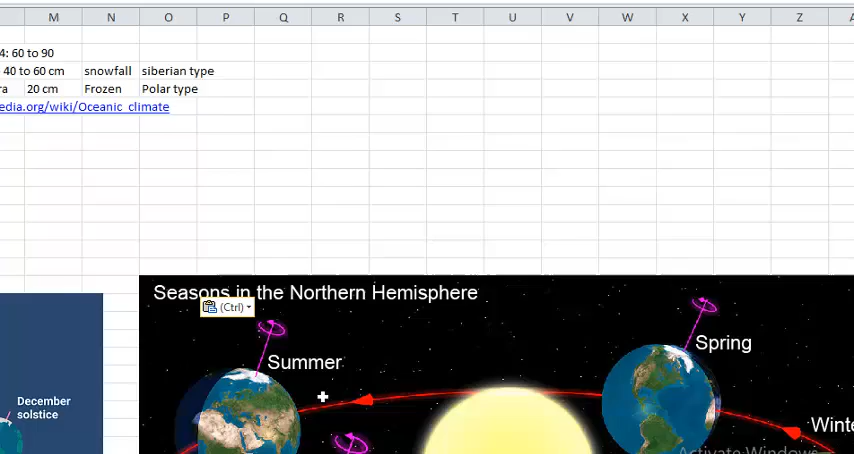 M N O P Q R S T U V W X Y Z
4: 60 to 90
40 to 60 cm snowfall siberian type
ra 20 cm Frozen Polar type
edia.org/wiki/Oceanic_climate
Seasons in the Northern Hemisphere
(Ctrl)
Spring
Summer
December
solstice
Winte
Activate Windows